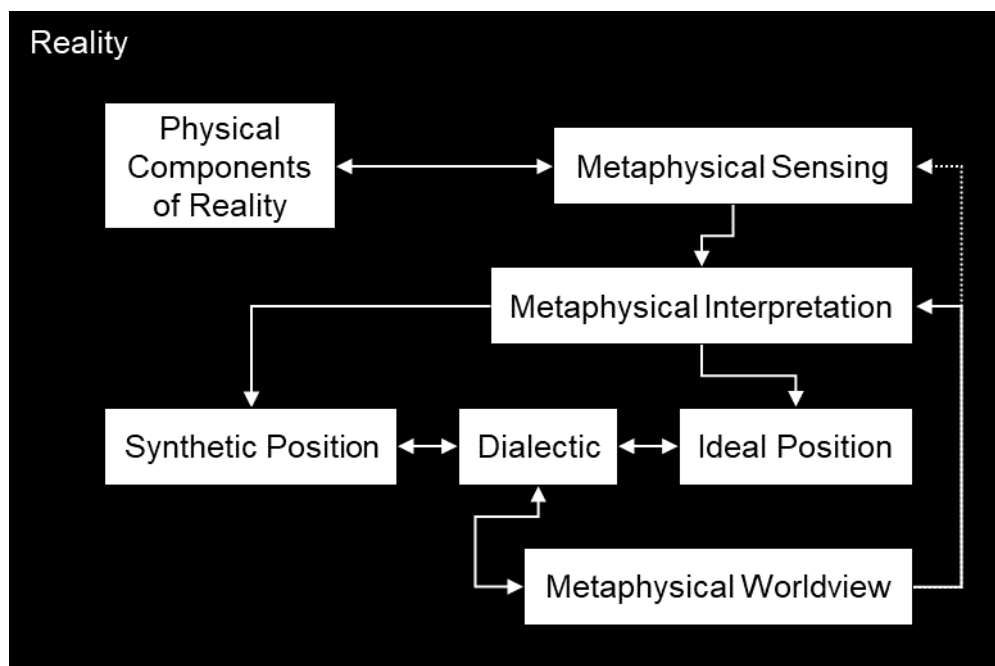 Reality
Physical
Components
of Reality
Metaphysical Sensing
Metaphysical Interpretation
Synthetic Position
Dialectic
Ideal Position
Metaphysical Worldview